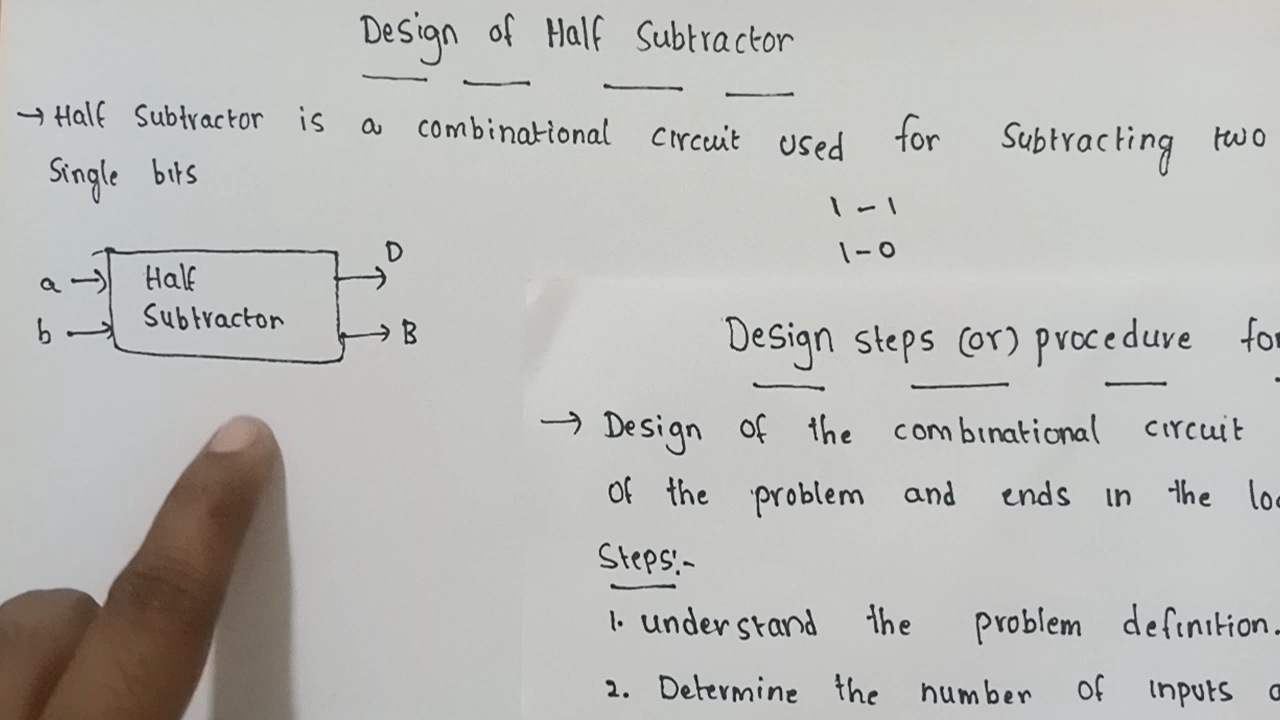 Design of Half Subtractor
→ Half Subtractor is a combinational circuit used for Subtracting two
Single bits
1 - 1
1 - 0
a → Half Subtractor → D
b → → B
Design steps (or) procedure for
→ Design of the combinational circuit
of the problem and ends in the
Steps:-
1. understand the problem definition.
2. Determine the number of inputs